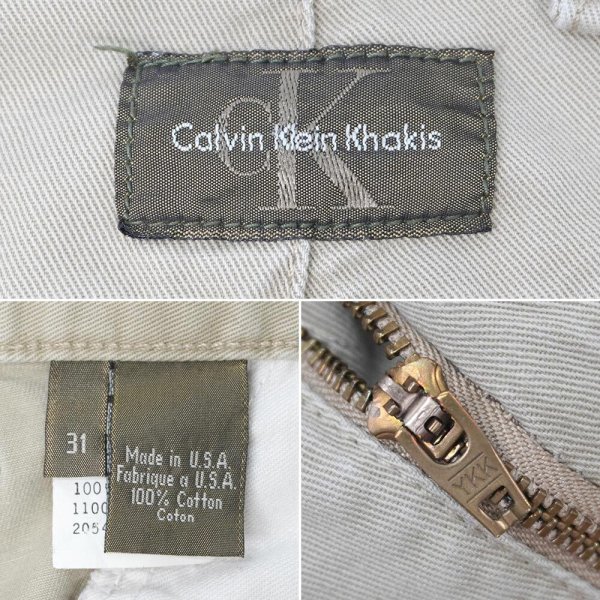 CK
Calvin Klein Khakis
31
Made in U.S.A.
Fabrique a U.S.A.
100% Cotton
Coton
100
1100
2054
YKK